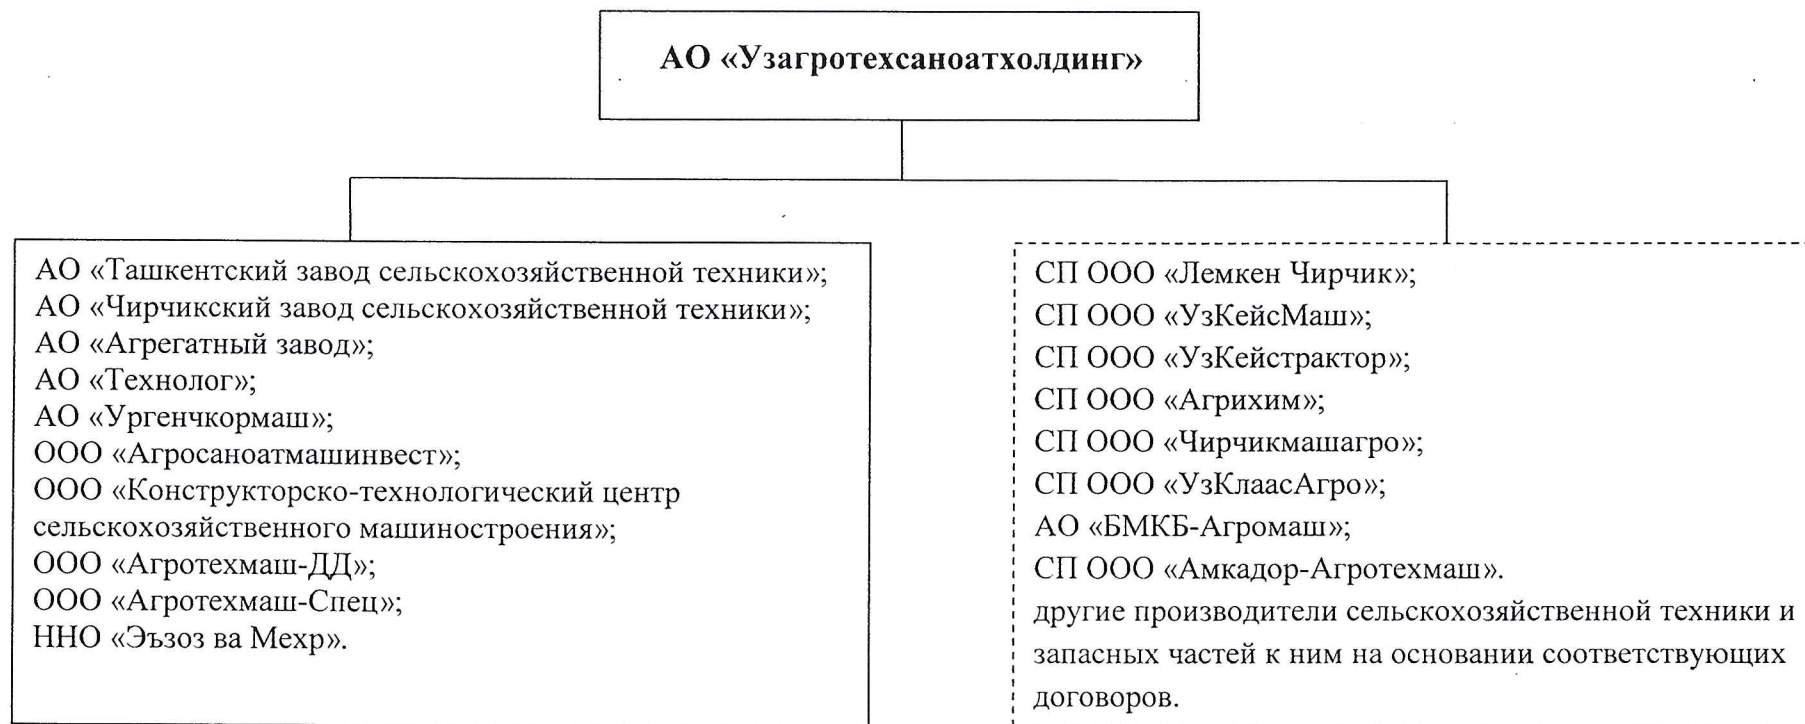 АО «Узагротехсаноатхолдинг»
АО «Ташкентский завод сельскохозяйственной техники»;
АО «Чирчикский завод сельскохозяйственной техники»;
АО «Агрегатный завод»;
АО «Технолог»;
АО «Ургенчкормаш»;
ООО «Агросаноатмашинвест»;
ООО «Конструкторско-технологический центр
сельскохозяйственного машиностроения»;
ООО «Агротехмаш-ДД»;
ООО «Агротехмаш-Спец»;
ННО «Эъзоз ва Мехр».
СП ООО «Лемкен Чирчик»;
СП ООО «УзКейсМаш»;
СП ООО «УзКейстрактор»;
СП ООО «Агрихим»;
СП ООО «Чирчикмашагро»;
СП ООО «УзКлаасАгро»;
АО «БМКБ-Агромаш»;
СП ООО «Амкадор-Агротехмаш».
другие производители сельскохозяйственной техники и
запасных частей к ним на основании соответствующих
договоров.